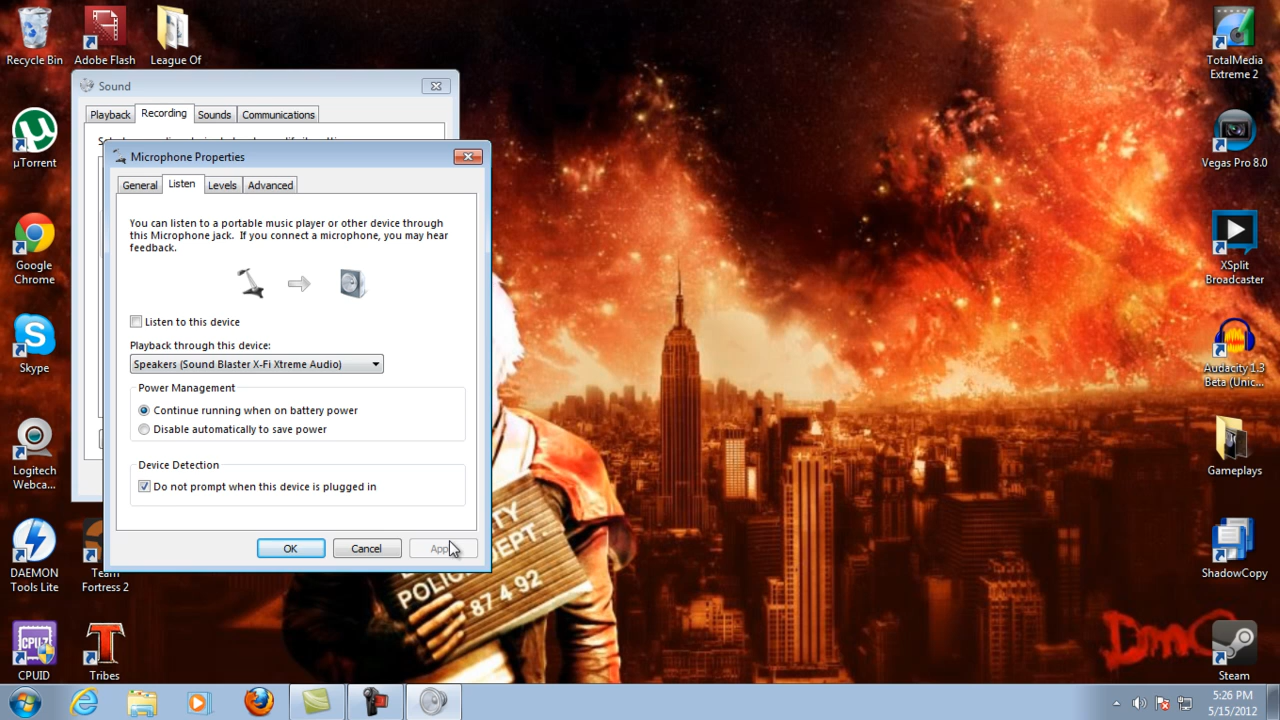 Recycle Bin
Adobe Flash
League Of
µTorrent
Google
Chrome
Skype
Logitech
Webca...
DAEMON
Tools Lite
Team
Fortress 2
CPUID
Tribes
Sound
Playback
Recording
Sounds
Communications
Microphone Properties
General
Listen
Levels
Advanced
You can listen to a portable music player or other device through
this Microphone jack. If you connect a microphone, you may hear
feedback.
Listen to this device
Playback through this device:
Speakers (Sound Blaster X-Fi Xtreme Audio)
Power Management
Continue running when on battery power
Disable automatically to save power
Device Detection
Do not prompt when this device is plugged in
OK
Cancel
POLIC
87 4 92
DmC
TotalMedia
Extreme 2
Vegas Pro 8.0
XSplit
Broadcaster
Audacity 1.3
Beta (Unic...
Gameplays
ShadowCopy
Steam
5:26 PM
5/15/2012